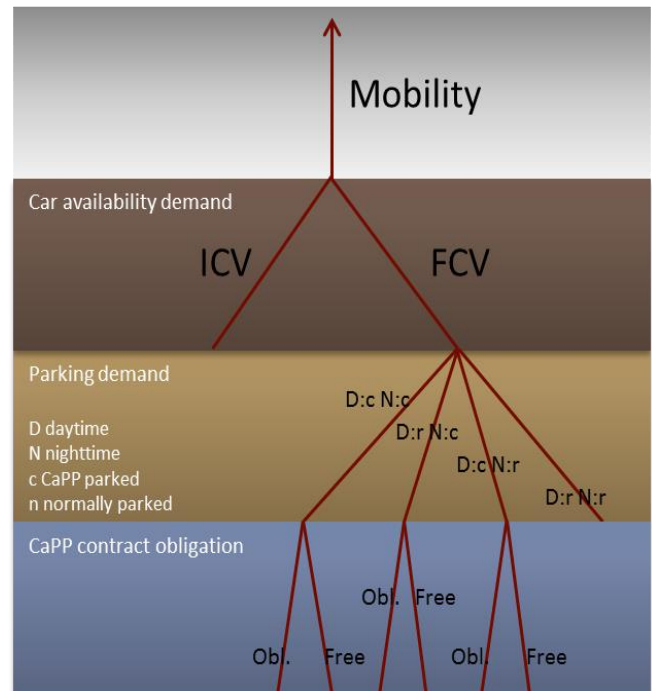 Mobility
Car availability demand
ICV
FCV
Parking demand
D daytime
N nighttime
c CaPP parked
n normally parked
D:c N:c
D:r N:c
D:c N:r
D:r N:r
CaPP contract obligation
Obl. Free
Obl. Free Obl. Free